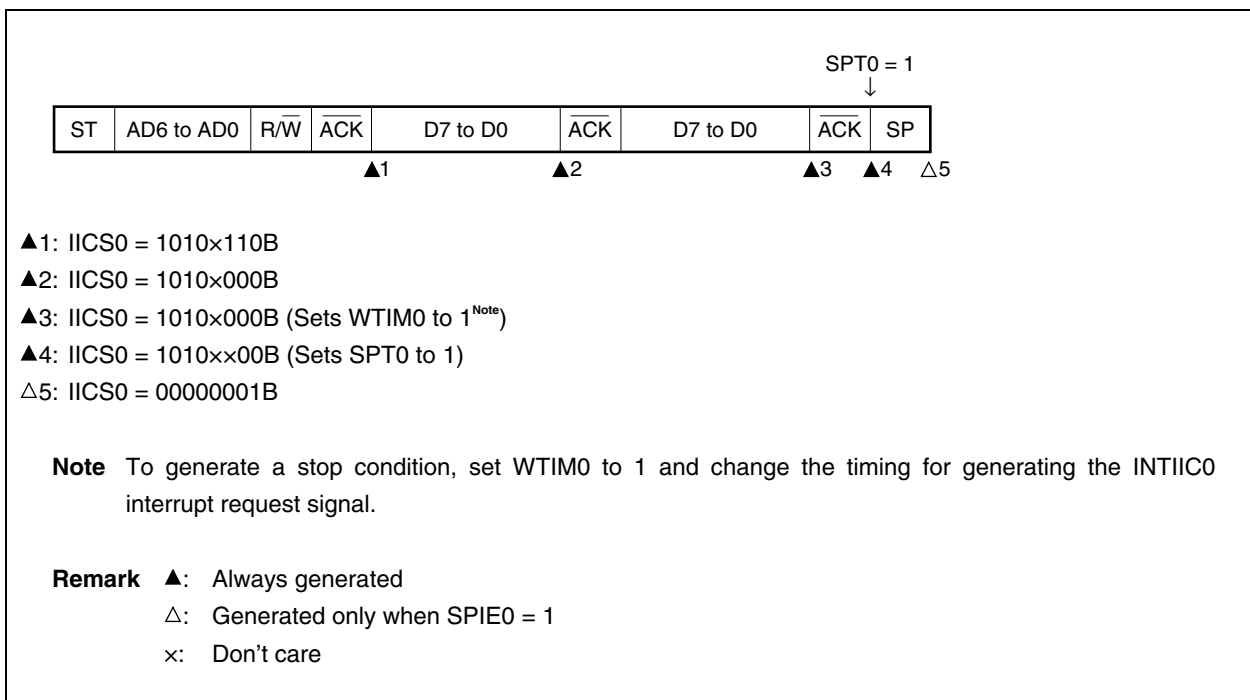 SPT0 = 1
↓
ST AD6 to AD0 R/W̅ A̅C̅K̅ D7 to D0 A̅C̅K̅ D7 to D0 A̅C̅K̅ SP
▲1 ▲2 ▲3 ▲4 △5
▲1: IICS0 = 1010×110B
▲2: IICS0 = 1010×000B
▲3: IICS0 = 1010×000B (Sets WTIM0 to 1Note)
▲4: IICS0 = 1010××00B (Sets SPT0 to 1)
△5: IICS0 = 00000001B
Note To generate a stop condition, set WTIM0 to 1 and change the timing for generating the INTIIC0
interrupt request signal.
Remark ▲: Always generated
△: Generated only when SPIE0 = 1
×: Don't care